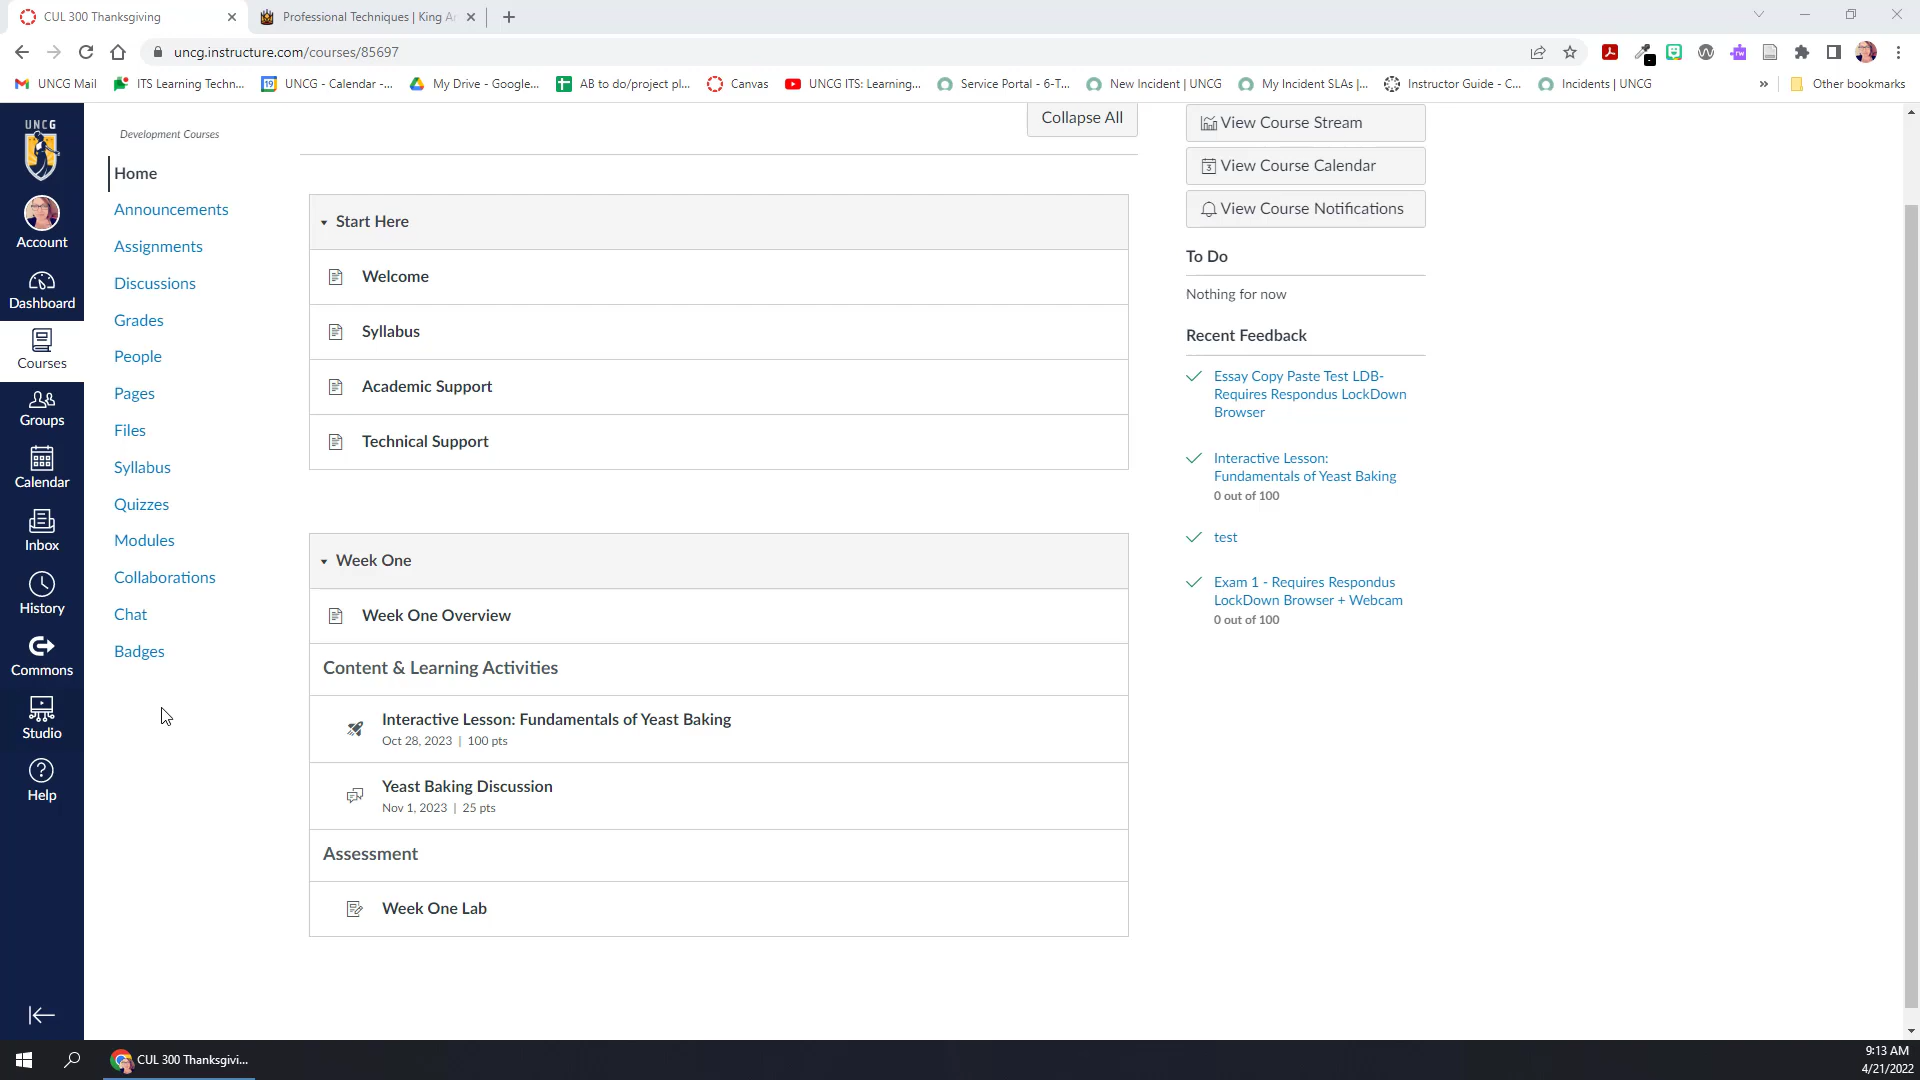 CUL 300 Thanksgiving
Professional Techniques | King Ar
uncg.instructure.com/courses/85697
UNCG Mail
ITS Learning Techn...
19
UNCG - Calendar -...
My Drive - Google...
AB to do/project pl...
Canvas
UNCG ITS: Learning...
Service Portal - 6-T...
New Incident | UNCG
My Incident SLAs |...
Instructor Guide - C...
Incidents | UNCG
»
Other bookmarks
UNCG
Account
Dashboard
Courses
Groups
Calendar
Inbox
History
Commons
Studio
Help
Development Courses
Home
Announcements
Assignments
Discussions
Grades
People
Pages
Files
Syllabus
Quizzes
Modules
Collaborations
Chat
Badges
Collapse All
Start Here
Welcome
Syllabus
Academic Support
Technical Support
Week One
Week One Overview
Content & Learning Activities
Interactive Lesson: Fundamentals of Yeast Baking
Oct 28, 2023 | 100 pts
Yeast Baking Discussion
Nov 1, 2023 | 25 pts
Assessment
Week One Lab
View Course Stream
3 View Course Calendar
View Course Notifications
To Do
Nothing for now
Recent Feedback
Essay Copy Paste Test LDB-
Requires Respondus LockDown
Browser
Interactive Lesson:
Fundamentals of Yeast Baking
0 out of 100
test
Exam 1 - Requires Respondus
LockDown Browser + Webcam
0 out of 100
CUL 300 Thanksgivi...
9:13 AM
4/21/2022